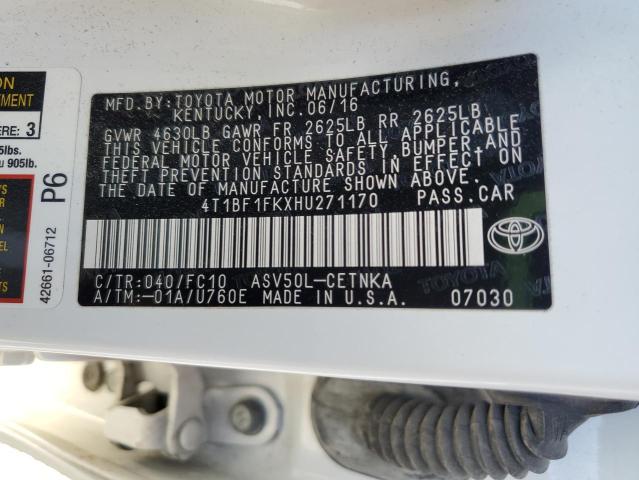 MFD. BY: TOYOTA MOTOR MANUFACTURING,
KENTUCKY, INC. 06/16
GVWR 4630LB GAWR FR 2625LB RR 2625LB
THIS VEHICLE CONFORMS TO ALL APPLICABLE
FEDERAL MOTOR VEHICLE SAFETY, BUMPER, AND
THEFT PREVENTION STANDARDS IN EFFECT ON
THE DATE OF MANUFACTURE SHOWN ABOVE.
4T1BF1FKXHU271170 PASS.CAR
C/TR: 040/FC10 ASV50L-CETNKA
A/TM:-01A/U760E MADE IN U.S.A. 07030
ERE: 3
5lbs.
905lb.
P6
42661-06712
TOYOTA